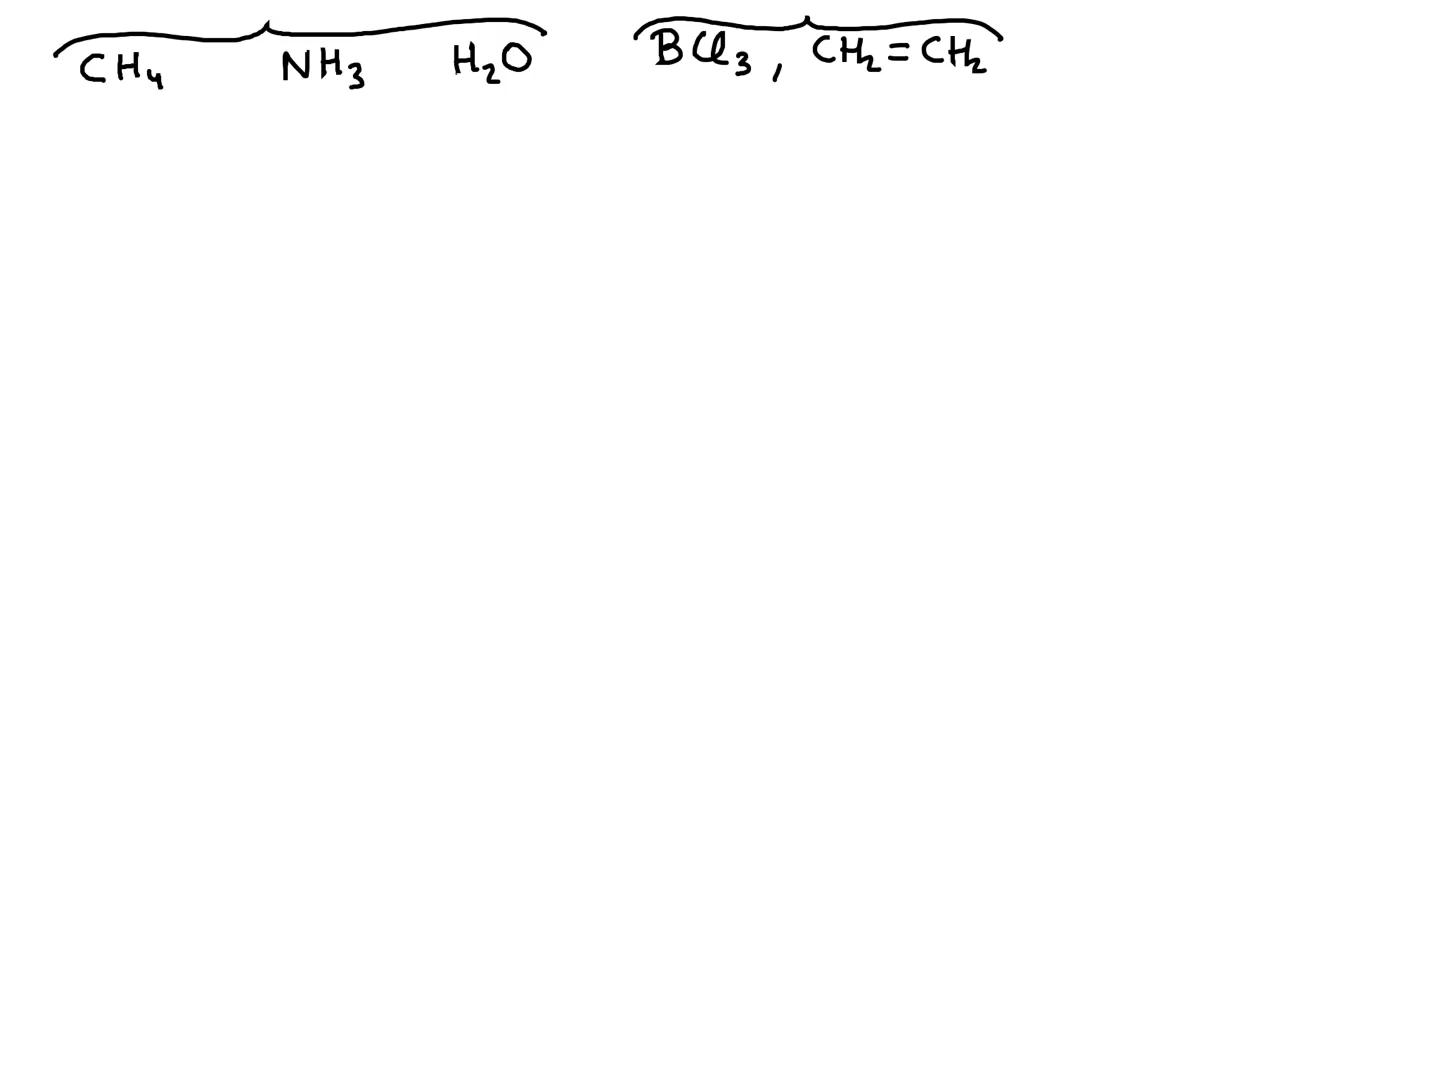 CH₄ NH₃ H₂O BCl₃ , CH₂=CH₂